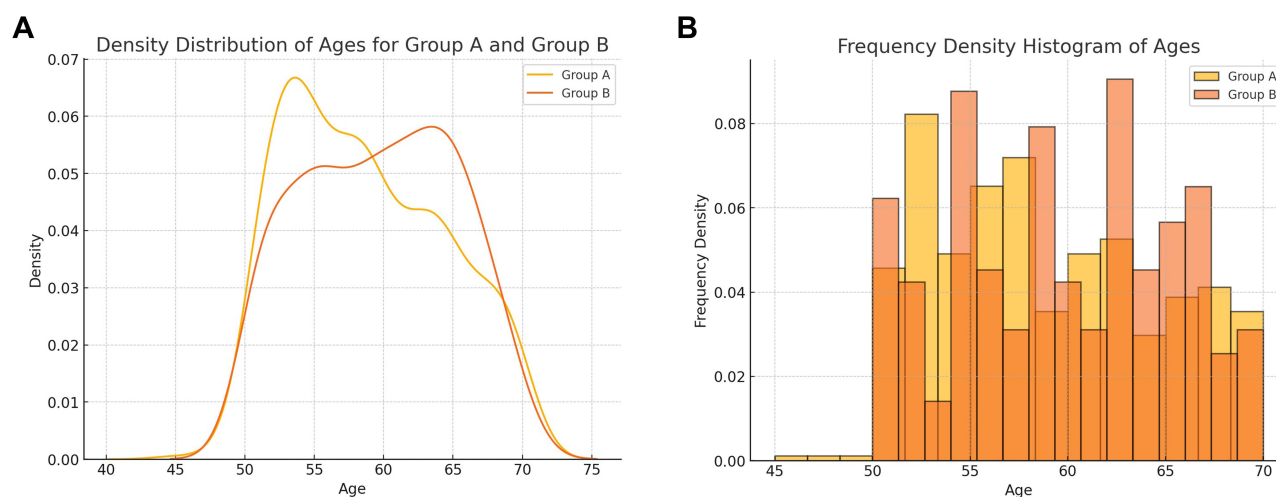 A
Density Distribution of Ages for Group A and Group B
Group A
Group B
0.07
0.06
0.05
0.04
0.03
0.02
0.01
0.00
Density
40 45 50 55 60 65 70 75
Age
B
Frequency Density Histogram of Ages
Group A
Group B
0.08
0.06
0.04
0.02
0.00
Frequency Density
45 50 55 60 65 70
Age